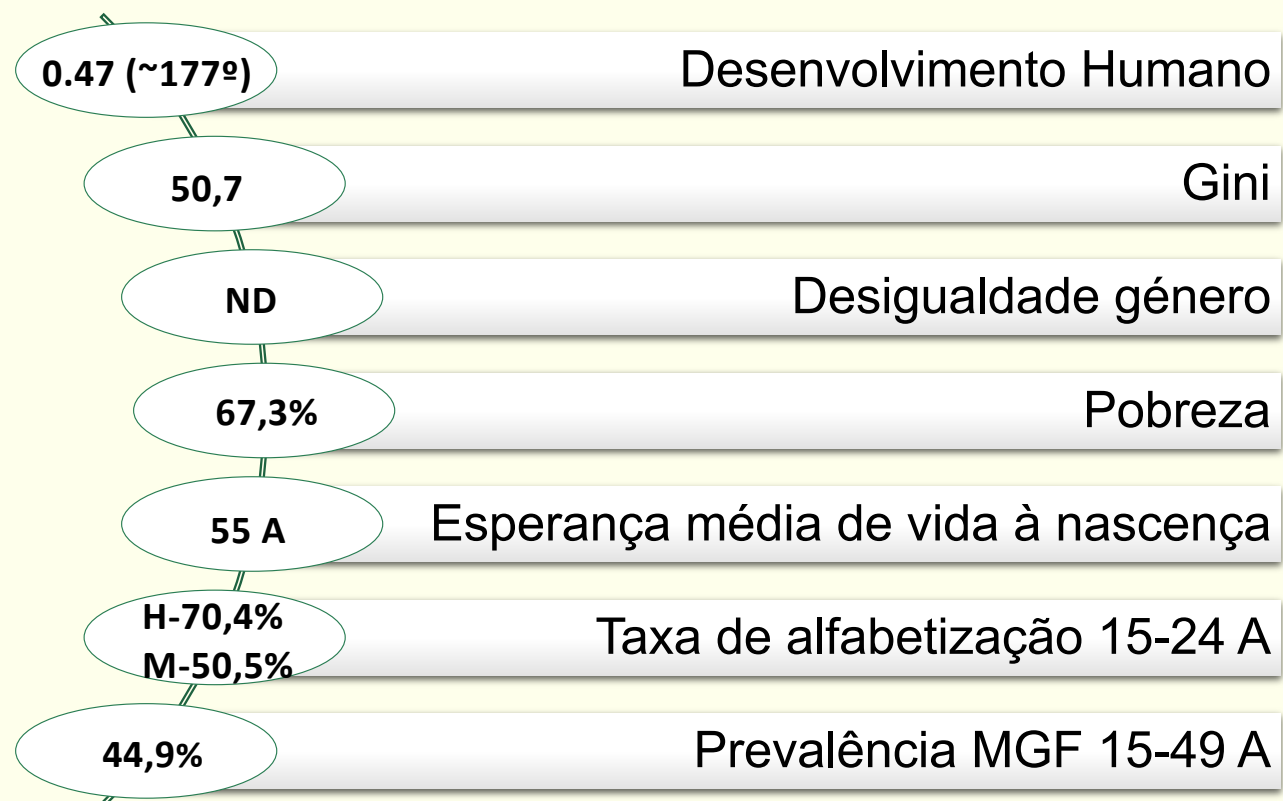 0.47 (~177º) Desenvolvimento Humano
50,7 Gini
ND Desigualdade género
67,3% Pobreza
55 A Esperança média de vida à nascença
H-70,4%
M-50,5%
Taxa de alfabetização 15-24 A
44,9% Prevalência MGF 15-49 A